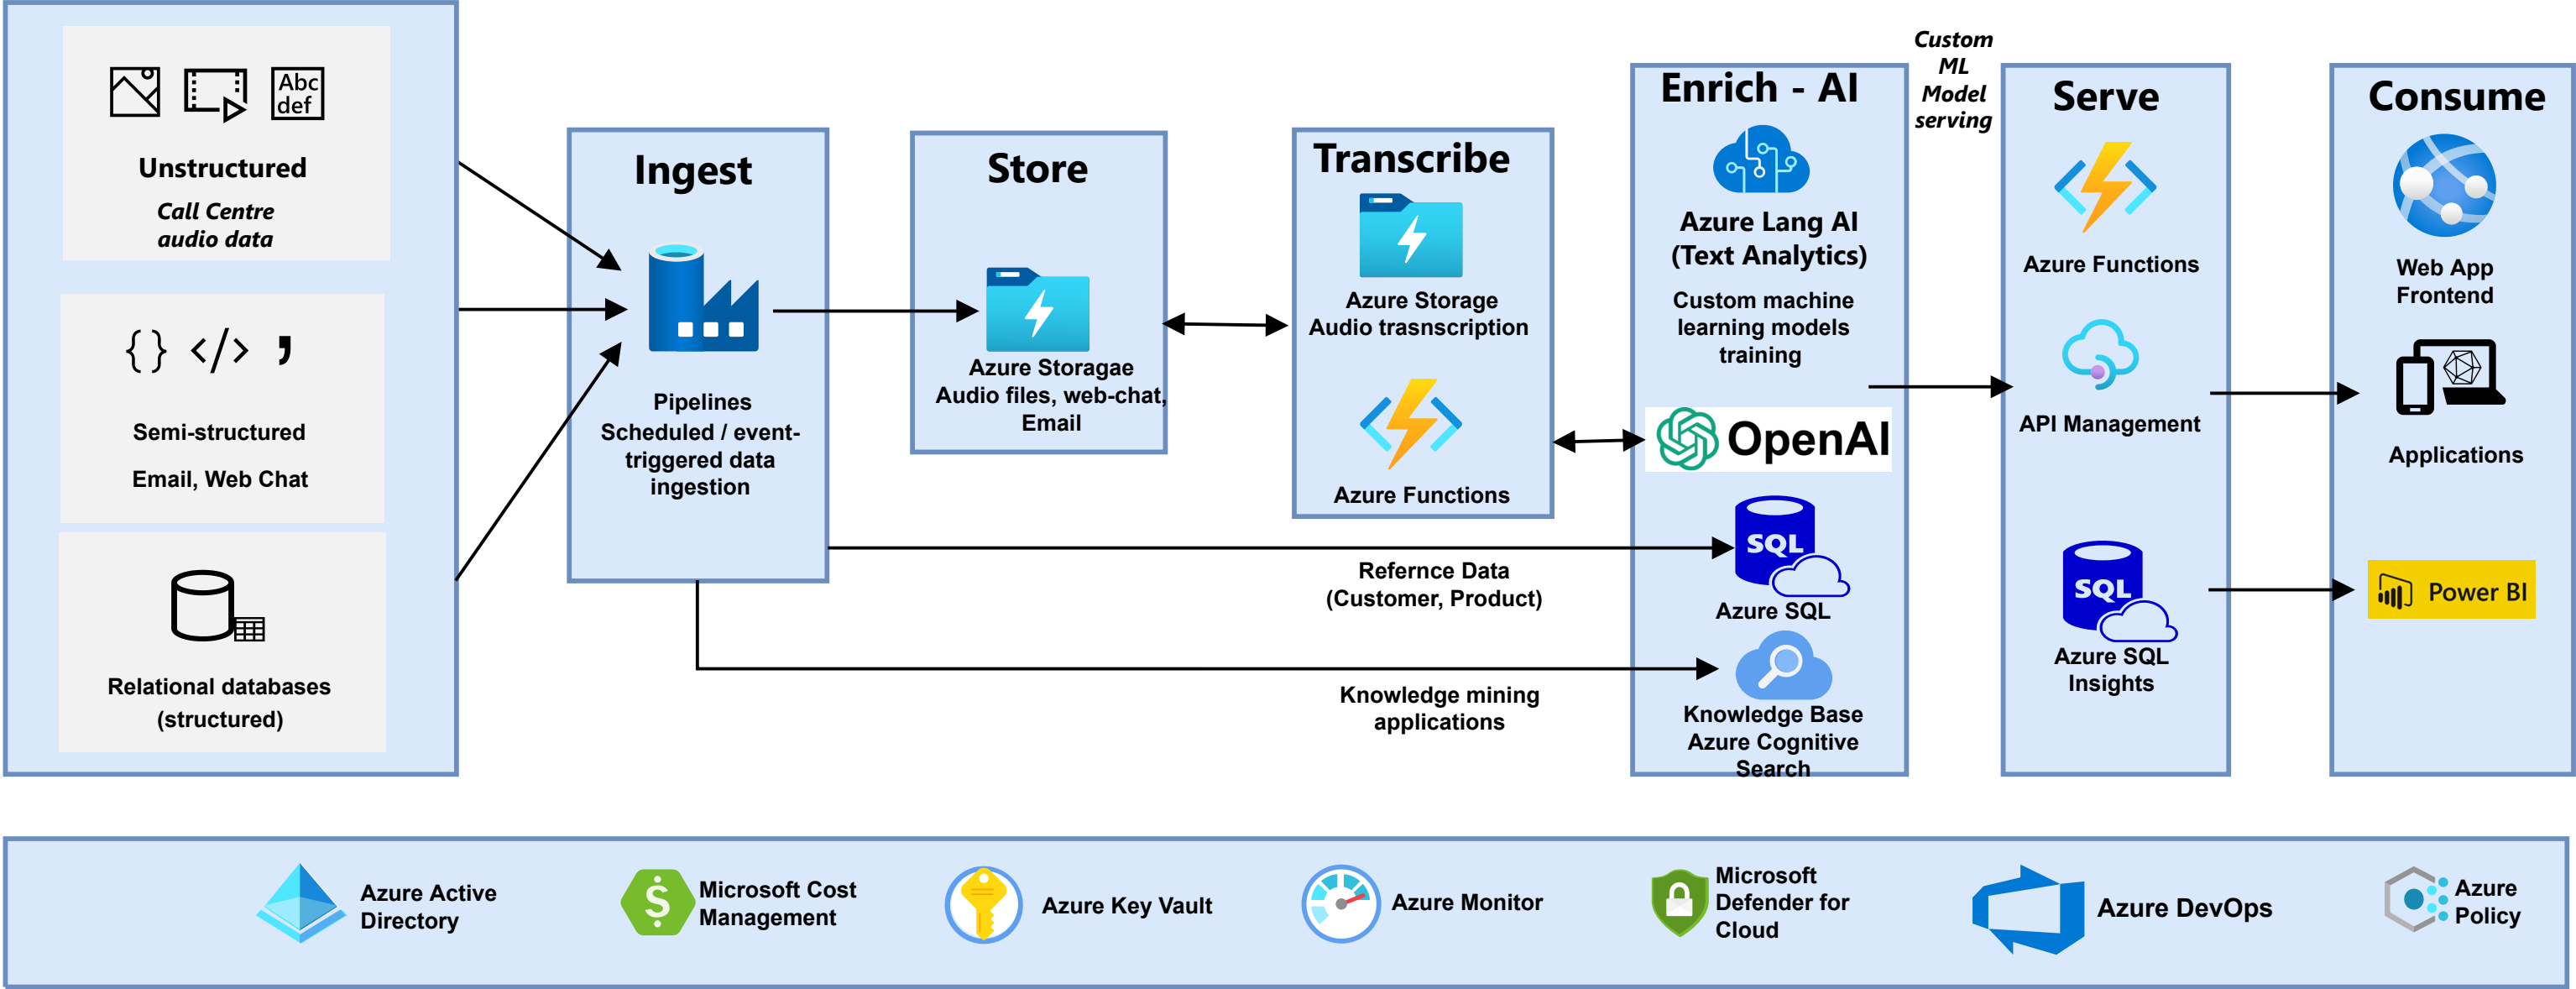 Abc
def
Unstructured
Call Centre
audio data
{ } </> ,
Semi-structured
Email, Web Chat
Relational databases
(structured)
Ingest
Pipelines
Scheduled / event-
triggered data
ingestion
Store
Azure Storagae
Audio files, web-chat,
Email
Transcribe
Azure Storage
Audio trasnscription
Azure Functions
Refernce Data
(Customer, Product)
Knowledge mining
applications
Enrich - AI
Azure Lang AI
(Text Analytics)
Custom machine
learning models
training
OpenAI
SQL
Azure SQL
Knowledge Base
Azure Cognitive
Search
Custom
ML
Model
serving
Serve
Azure Functions
API Management
SQL
Azure SQL
Insights
Consume
Web App
Frontend
Applications
Power BI
Azure Active
Directory
$
Microsoft Cost
Management
Azure Key Vault
Azure Monitor
Microsoft
Defender for
Cloud
Azure DevOps
Azure
Policy